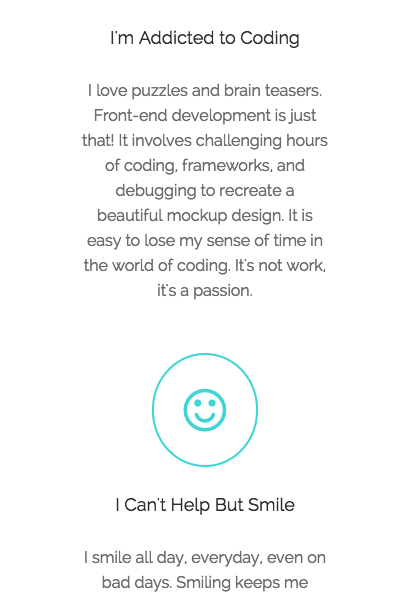 I'm Addicted to Coding
I love puzzles and brain teasers.
Front-end development is just
that! It involves challenging hours
of coding, frameworks, and
debugging to recreate a
beautiful mockup design. It is
easy to lose my sense of time in
the world of coding. It's not work,
it's a passion.
I Can't Help But Smile
I smile all day, everyday, even on
bad days. Smiling keeps me